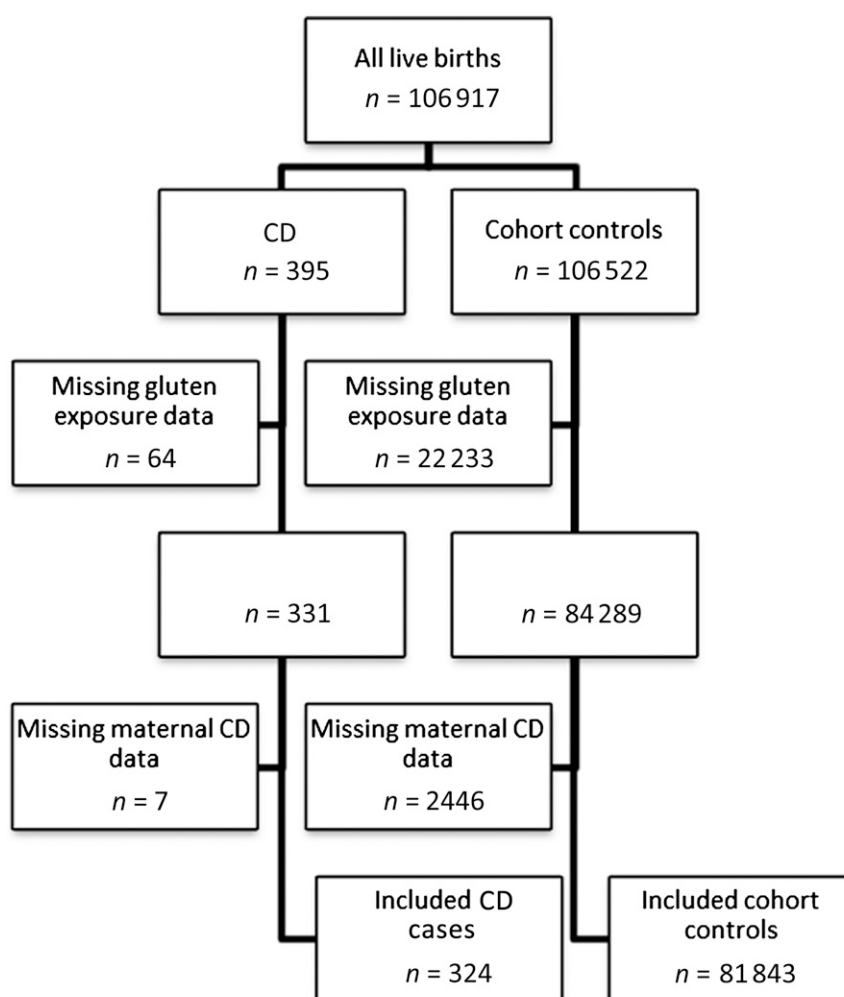 All live births
n = 106 917
CD
n = 395
Cohort controls
n = 106 522
Missing gluten
exposure data
n = 64
Missing gluten
exposure data
n = 22 233
n = 331
n = 84 289
Missing maternal CD
data
n = 7
Missing maternal CD
data
n = 2446
Included CD
cases
n = 324
Included cohort
controls
n = 81 843